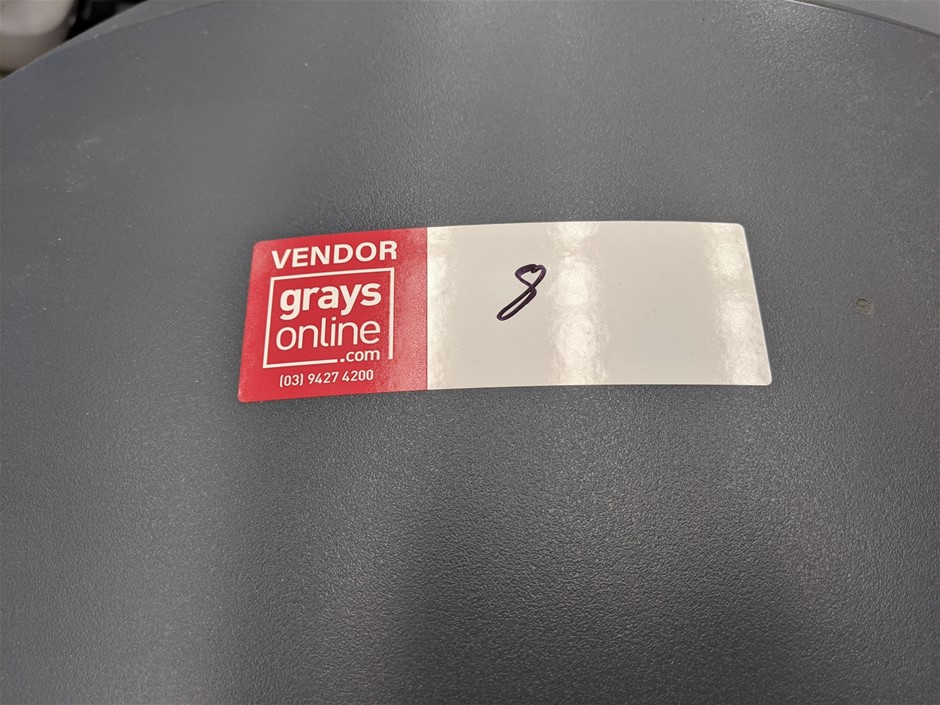 VENDOR
grays
online
.com
(03) 9427 4200
8